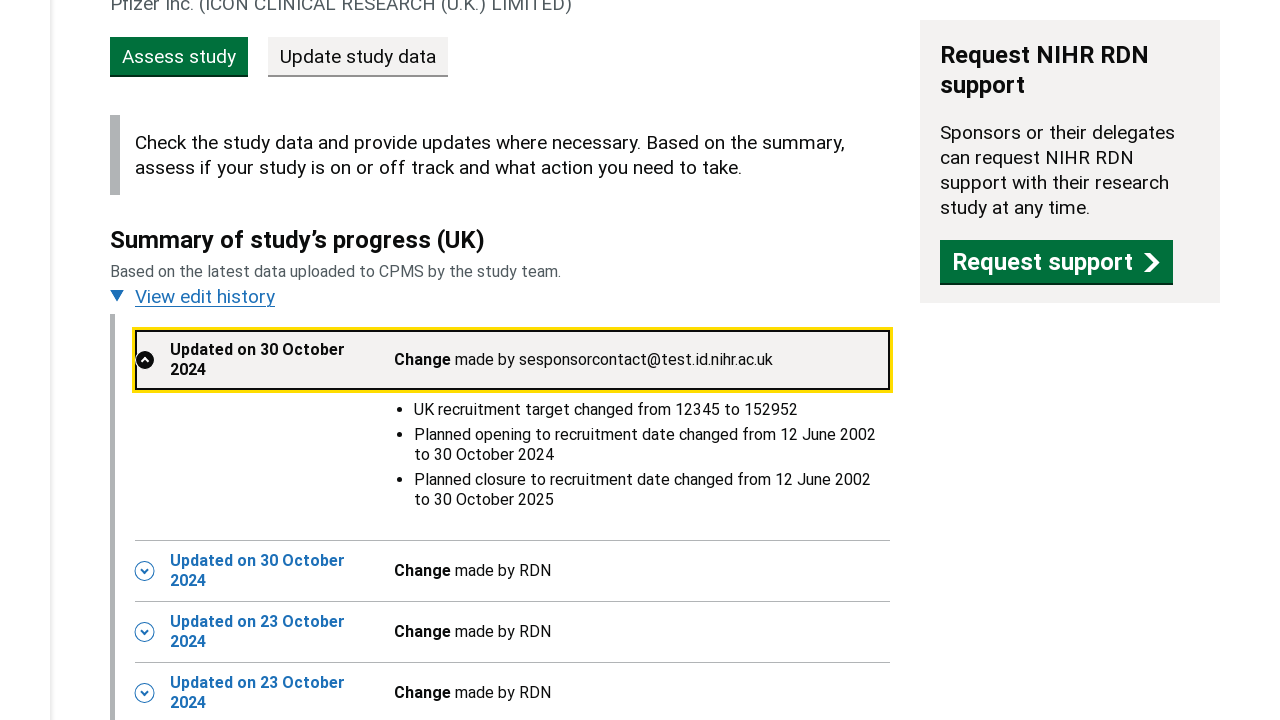 Pfizer Inc. (ICON CLINICAL RESEARCH (U.K.) LIMITED)
Assess study
Update study data
Check the study data and provide updates where necessary. Based on the summary,
assess if your study is on or off track and what action you need to take.
Summary of study’s progress (UK)
Based on the latest data uploaded to CPMS by the study team.
View edit history
Updated on 30 October
2024
Change made by sesponsorcontact@test.id.nihr.ac.uk
• UK recruitment target changed from 12345 to 152952
• Planned opening to recruitment date changed from 12 June 2002
to 30 October 2024
• Planned closure to recruitment date changed from 12 June 2002
to 30 October 2025
Updated on 30 October
2024
Change made by RDN
Updated on 23 October
2024
Change made by RDN
Updated on 23 October
2024
Change made by RDN
Request NIHR RDN
support
Sponsors or their delegates
can request NIHR RDN
support with their research
study at any time.
Request support